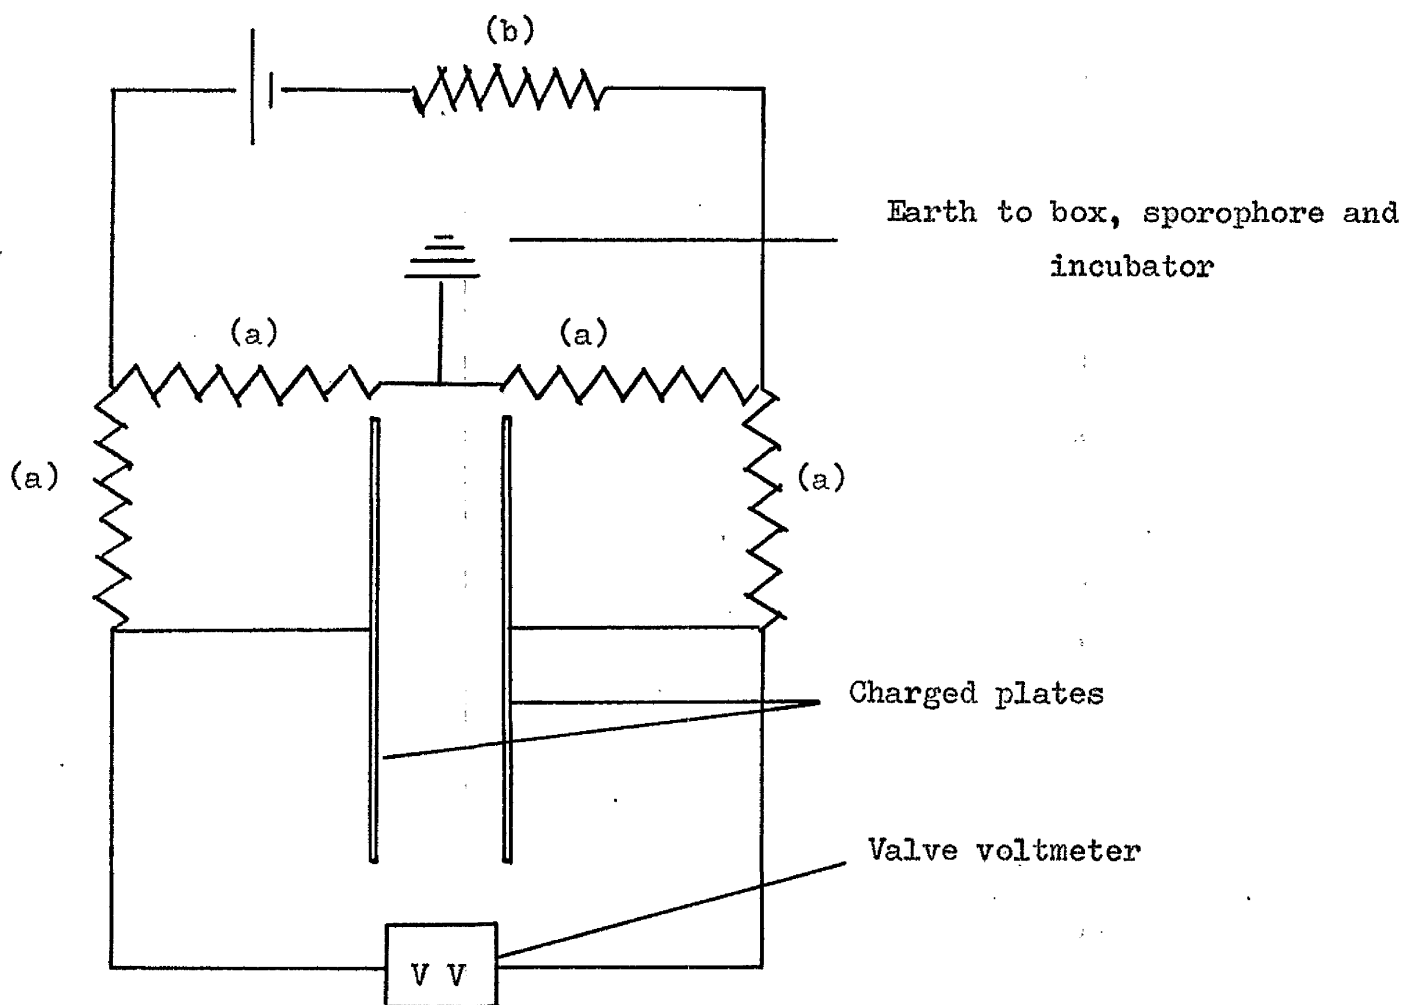 (b)
Earth to box, sporophore and
incubator
(a)
(a)
(a)
(a)
Charged plates
Valve voltmeter
V V